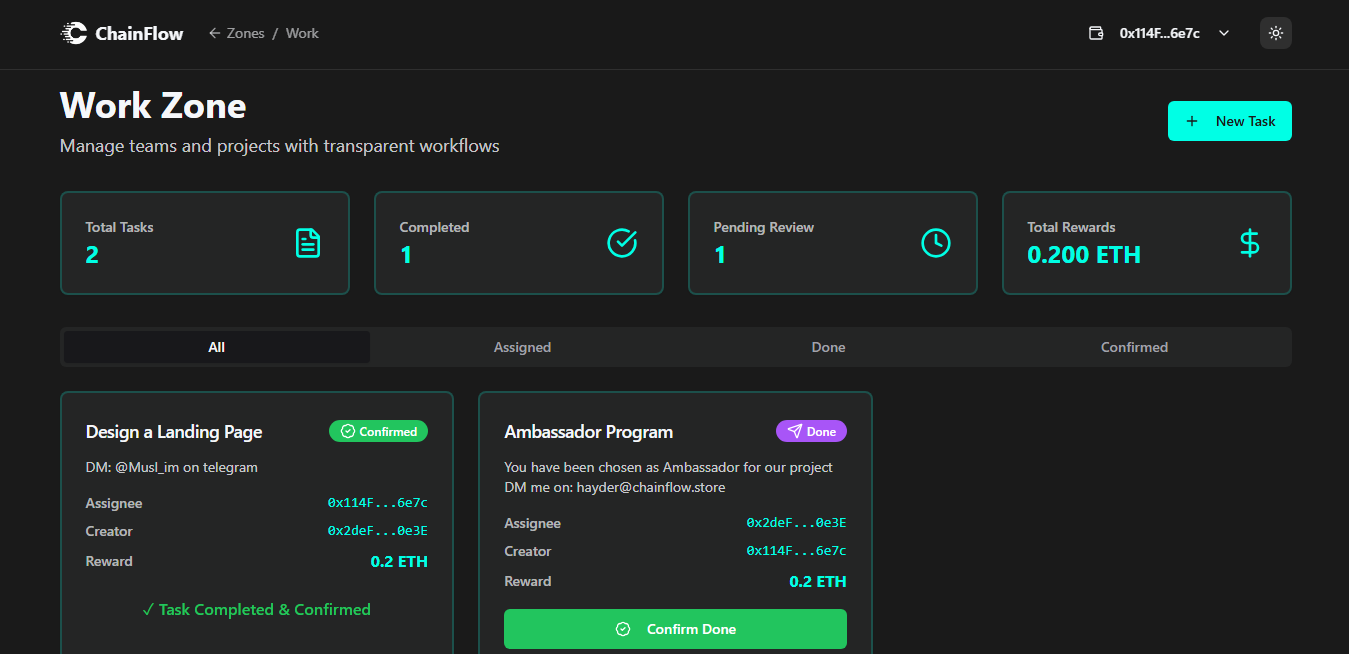 ChainFlow
← Zones / Work
0x114F...6e7c
Work Zone
Manage teams and projects with transparent workflows
+ New Task
Total Tasks
2
Completed
1
Pending Review
1
Total Rewards
0.200 ETH
All
Assigned
Done
Confirmed
Design a Landing Page
Confirmed
DM: @Musl_im on telegram
Assignee
0x114F...6e7c
Creator
0x2deF...0e3E
Reward
0.2 ETH
✓ Task Completed & Confirmed
Ambassador Program
Done
You have been chosen as Ambassador for our project
DM me on: hayder@chainflow.store
Assignee
0x2deF...0e3E
Creator
0x114F...6e7c
Reward
0.2 ETH
Confirm Done